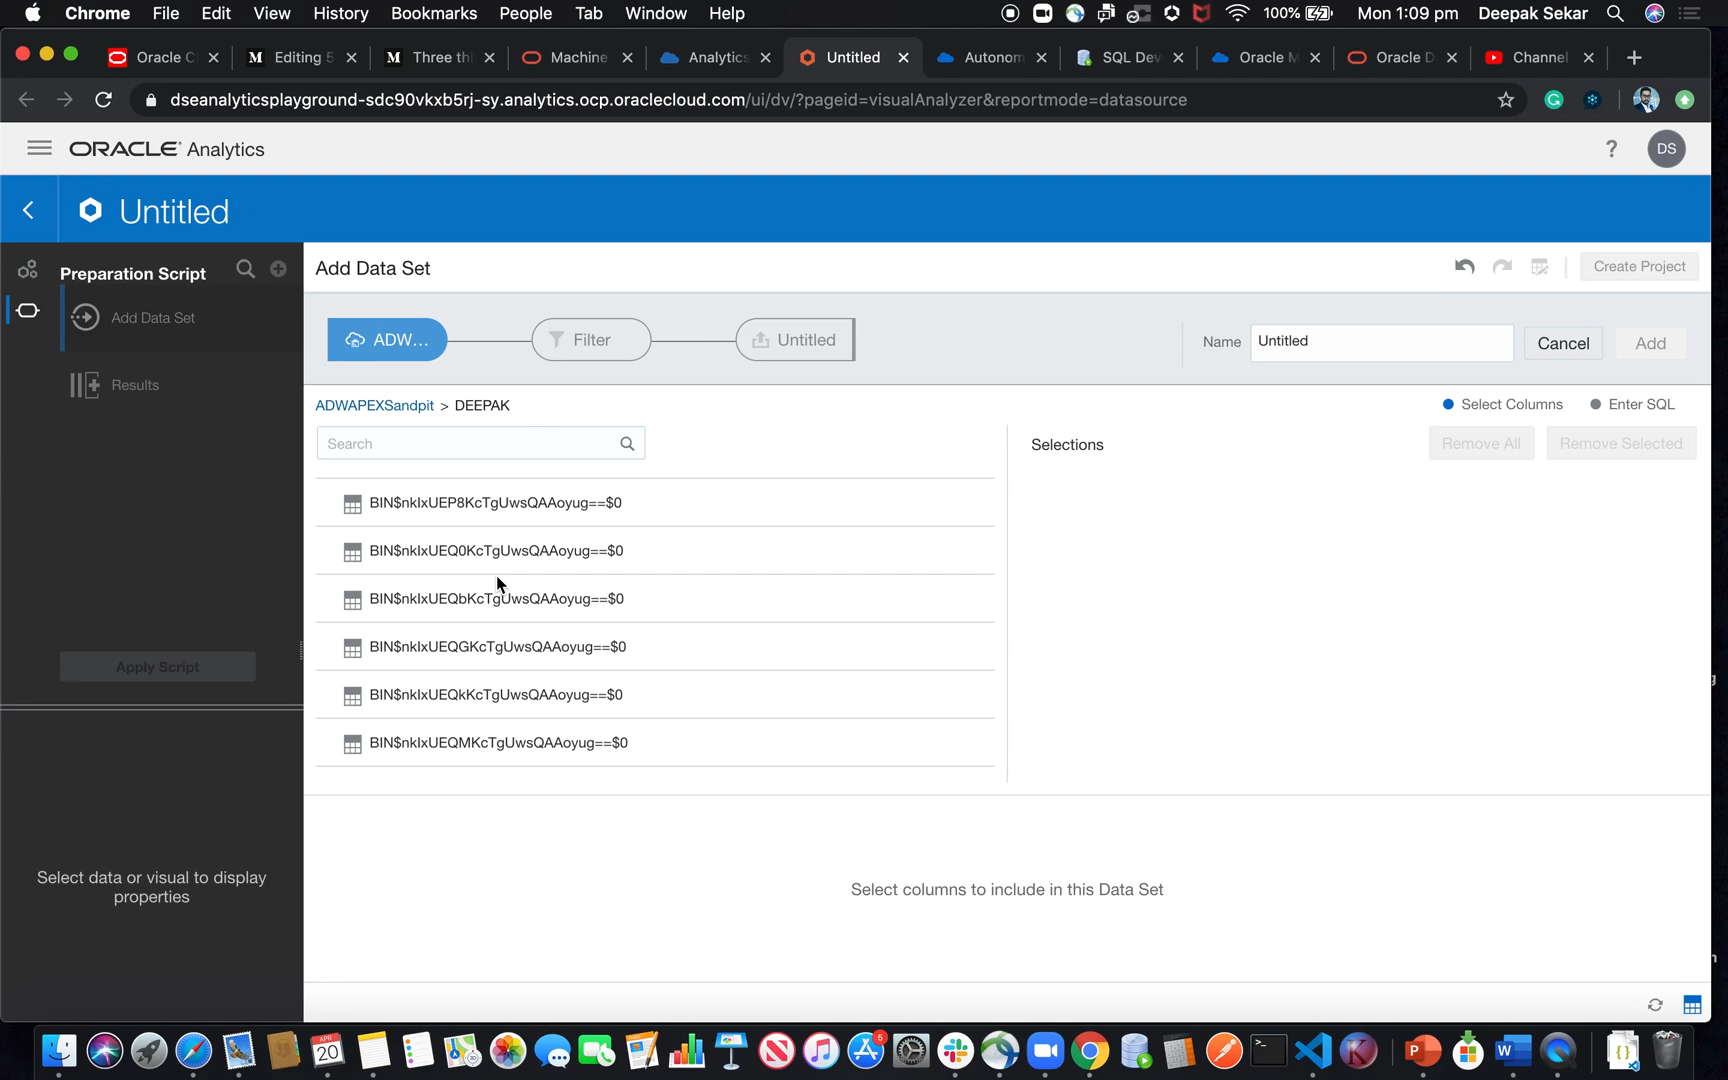 Chrome File Edit View History Bookmarks People Tab Window Help 100% Mon 1:09 pm Deepak Sekar
Oracle C Editing 5 Three thi Machine Analytics Untitled Autonom SQL Dev Oracle M Oracle D Channel
dseanalyticsplayground-sdc90vkxb5rj-sy.analytics.ocp.oraclecloud.com/ui/dv/?pageid=visualAnalyzer&reportmode=datasource
ORACLE Analytics ? DS
Untitled
Preparation Script
Add Data Set
Results
Apply Script
Select data or visual to display
properties
Add Data Set Create Project
ADW... Filter Untitled Name Untitled Cancel Add
ADWAPEXSandpit > DEEPAK Select Columns Enter SQL
Search Selections Remove All Remove Selected
BIN$nklxUEP8KcTgUwsQAAoyug==$0
BIN$nklxUEQ0KcTgUwsQAAoyug==$0
BIN$nklxUEQbKcTgUwsQAAoyug==$0
BIN$nklxUEQGKcTgUwsQAAoyug==$0
BIN$nklxUEQkKcTgUwsQAAoyug==$0
BIN$nklxUEQMKcTgUwsQAAoyug==$0
Select columns to include in this Data Set
APR
20
5